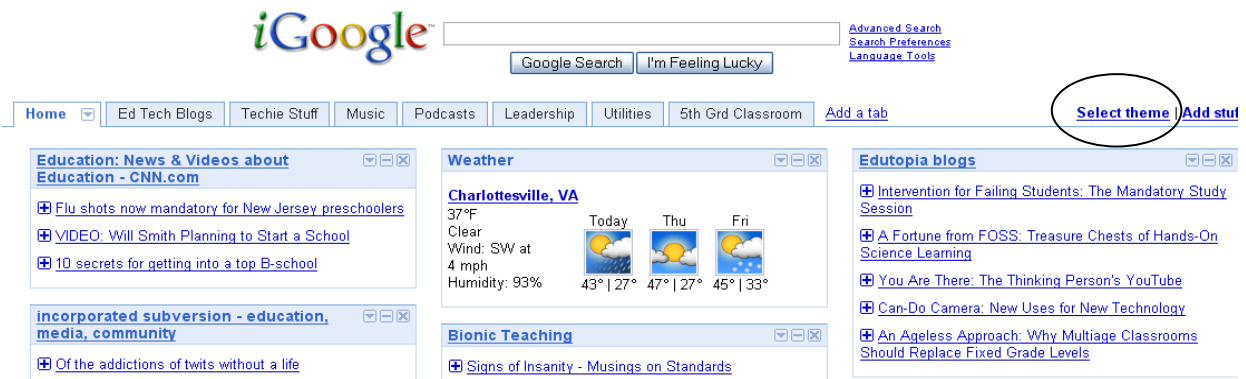 iGoogle™
Advanced Search
Search Preferences
Language Tools
Google Search
I'm Feeling Lucky
Home
Ed Tech Blogs
Techie Stuff
Music
Podcasts
Leadership
Utilities
5th Grd Classroom
Add a tab
Select theme | Add stuf
Education: News & Videos about
Education - CNN.com
Flu shots now mandatory for New Jersey preschoolers
VIDEO: Will Smith Planning to Start a School
10 secrets for getting into a top B-school
incorporated subversion - education,
media, community
Of the addictions of twits without a life
Weather
Charlottesville, VA
37°F
Clear
Wind: SW at
4 mph
Humidity: 93%
Today
43° | 27°
Thu
47° | 27°
Fri
45° | 33°
Bionic Teaching
Signs of Insanity - Musings on Standards
Edutopia blogs
Intervention for Failing Students: The Mandatory Study
Session
A Fortune from FOSS: Treasure Chests of Hands-On
Science Learning
You Are There: The Thinking Person's YouTube
Can-Do Camera: New Uses for New Technology
An Ageless Approach: Why Multiage Classrooms
Should Replace Fixed Grade Levels